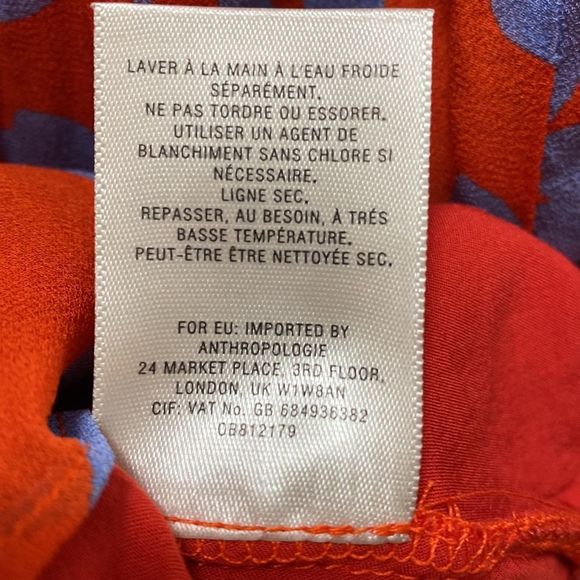 LAVER À LA MAIN À L'EAU FROIDE
SÉPARÉMENT.
NE PAS TORDRE OU ESSORER.
UTILISER UN AGENT DE
BLANCHIMENT SANS CHLORE SI
NÉCESSAIRE.
LIGNE SEC.
REPASSER, AU BESOIN, À TRÉS
BASSE TEMPÉRATURE.
PEUT-ÊTRE ÊTRE NETTOYÉE SEC.
FOR EU: IMPORTED BY
ANTHROPOLOGIE
24 MARKET PLACE, 3RD FLOOR,
LONDON, UK W1W8AN
CIF: VAT No. GB 684936382
OB812179